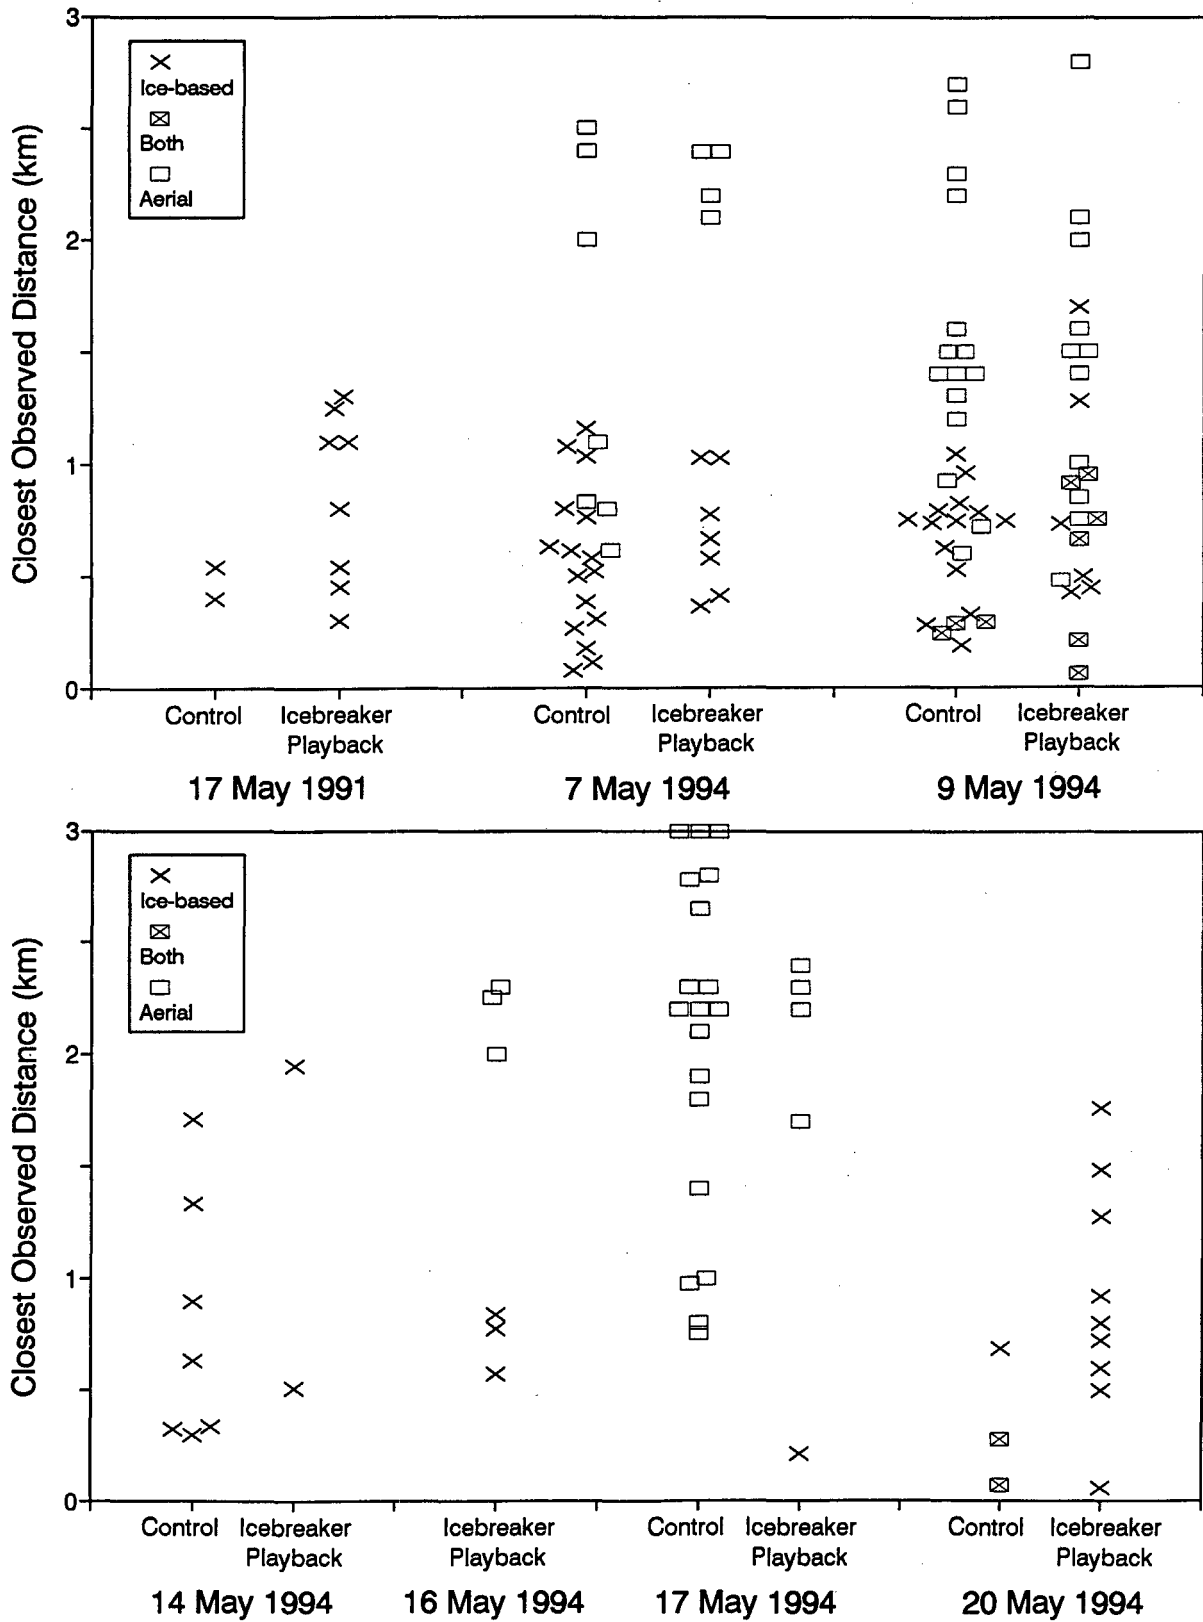 Closest Observed Distance (km)
3
2
1
0
Ice-based
Both
Aerial
Control
Icebreaker
Playback
Control
Icebreaker
Playback
Control
Icebreaker
Playback
17 May 1991
7 May 1994
9 May 1994
Closest Observed Distance (km)
3
2
1
0
Ice-based
Both
Aerial
Control
Icebreaker
Playback
Icebreaker
Playback
Control
Icebreaker
Playback
Control
Icebreaker
Playback
14 May 1994
16 May 1994
17 May 1994
20 May 1994